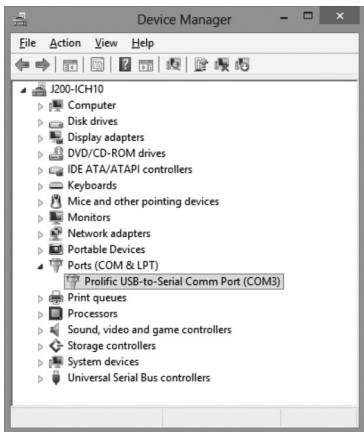 Device Manager
File Action View Help
J200-ICH10
Computer
Disk drives
Display adapters
DVD/CD-ROM drives
IDE ATA/ATAPI controllers
Keyboards
Mice and other pointing devices
Monitors
Network adapters
Portable Devices
Ports (COM & LPT)
Prolific USB-to-Serial Comm Port (COM3)
Print queues
Processors
Sound, video and game controllers
Storage controllers
System devices
Universal Serial Bus controllers